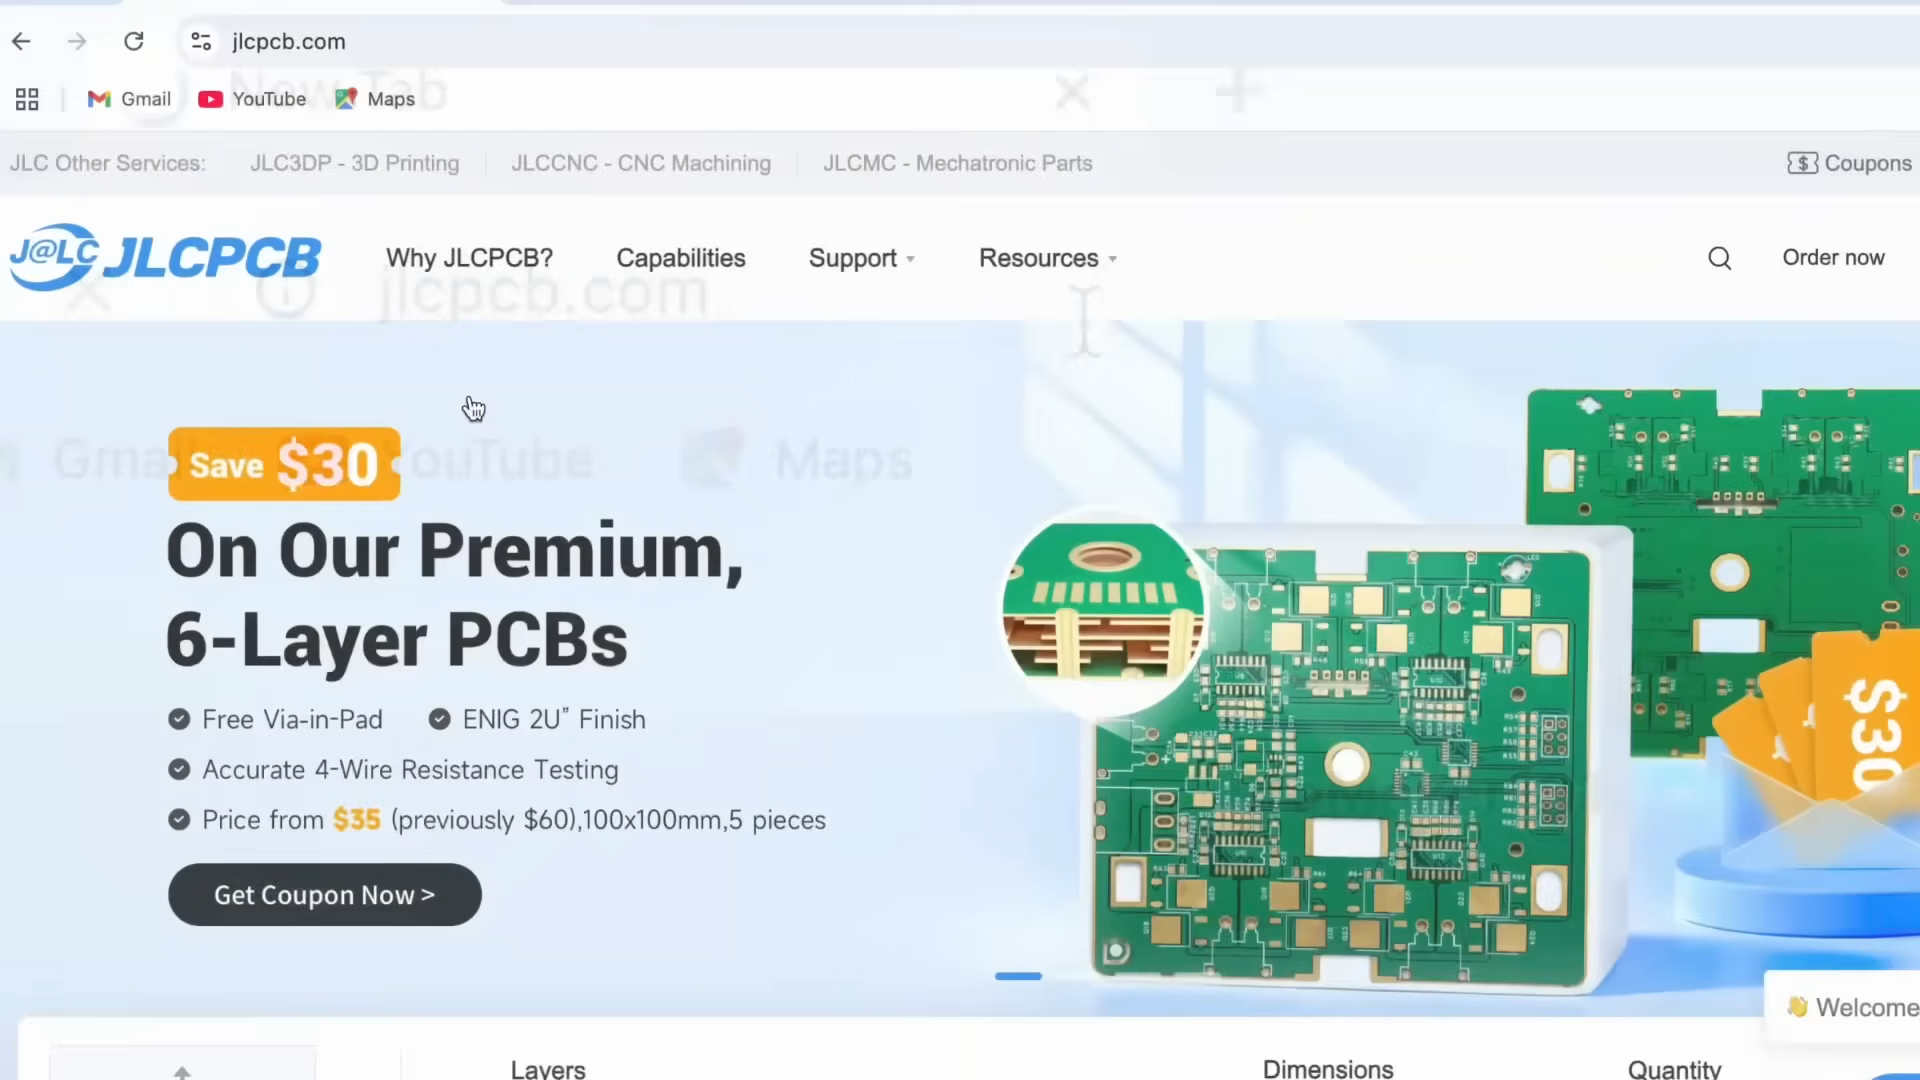 jlcpcb.com
Gmail YouTube Maps
New Tab
JLC Other Services: JLC3DP - 3D Printing JLCCNC - CNC Machining JLCMC - Mechatronic Parts Coupons
J@LC JLCPCB Why JLCPCB? Capabilities Support Resources Order now
jlcpcb.com
Gmail YouTube Maps
Save $30
On Our Premium,
6-Layer PCBs
Free Via-in-Pad ENIG 2U” Finish
Accurate 4-Wire Resistance Testing
Price from $35 (previously $60),100x100mm,5 pieces
Get Coupon Now >
$30
👋 Welcome
Layers Dimensions Quantity